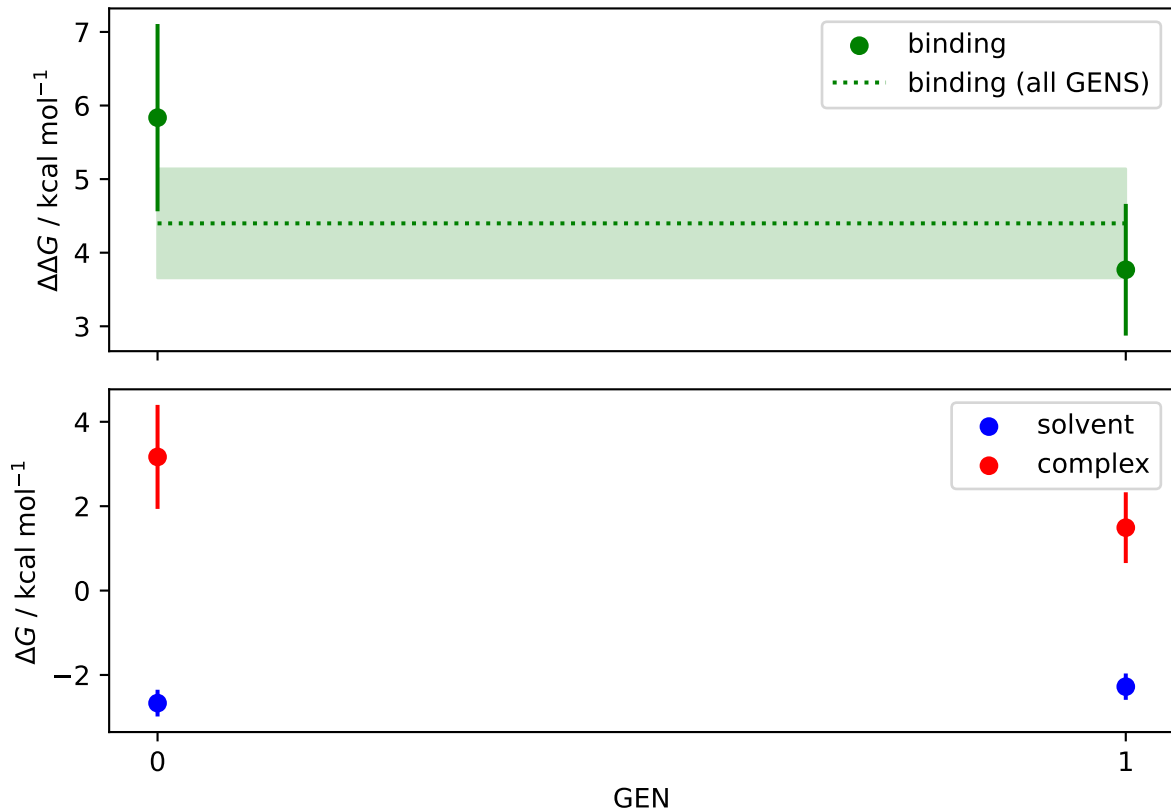 7
6
5
4
3
ΔΔG / kcal mol⁻¹
binding
binding (all GENS)
4
2
0
−2
ΔG / kcal mol⁻¹
solvent
complex
0
1
GEN